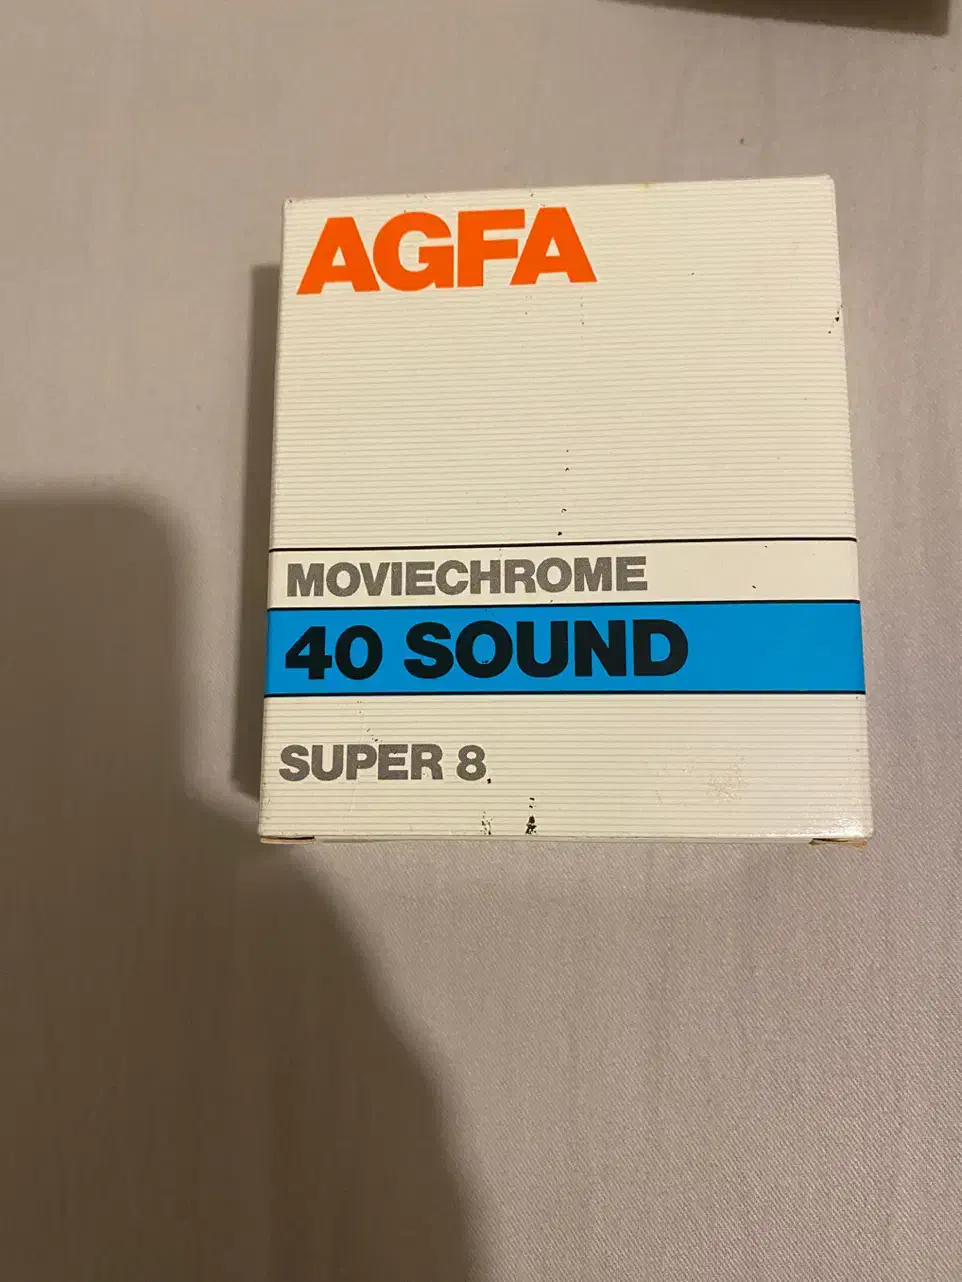 AGFA
MOVIECHROME
40 SOUND
SUPER 8